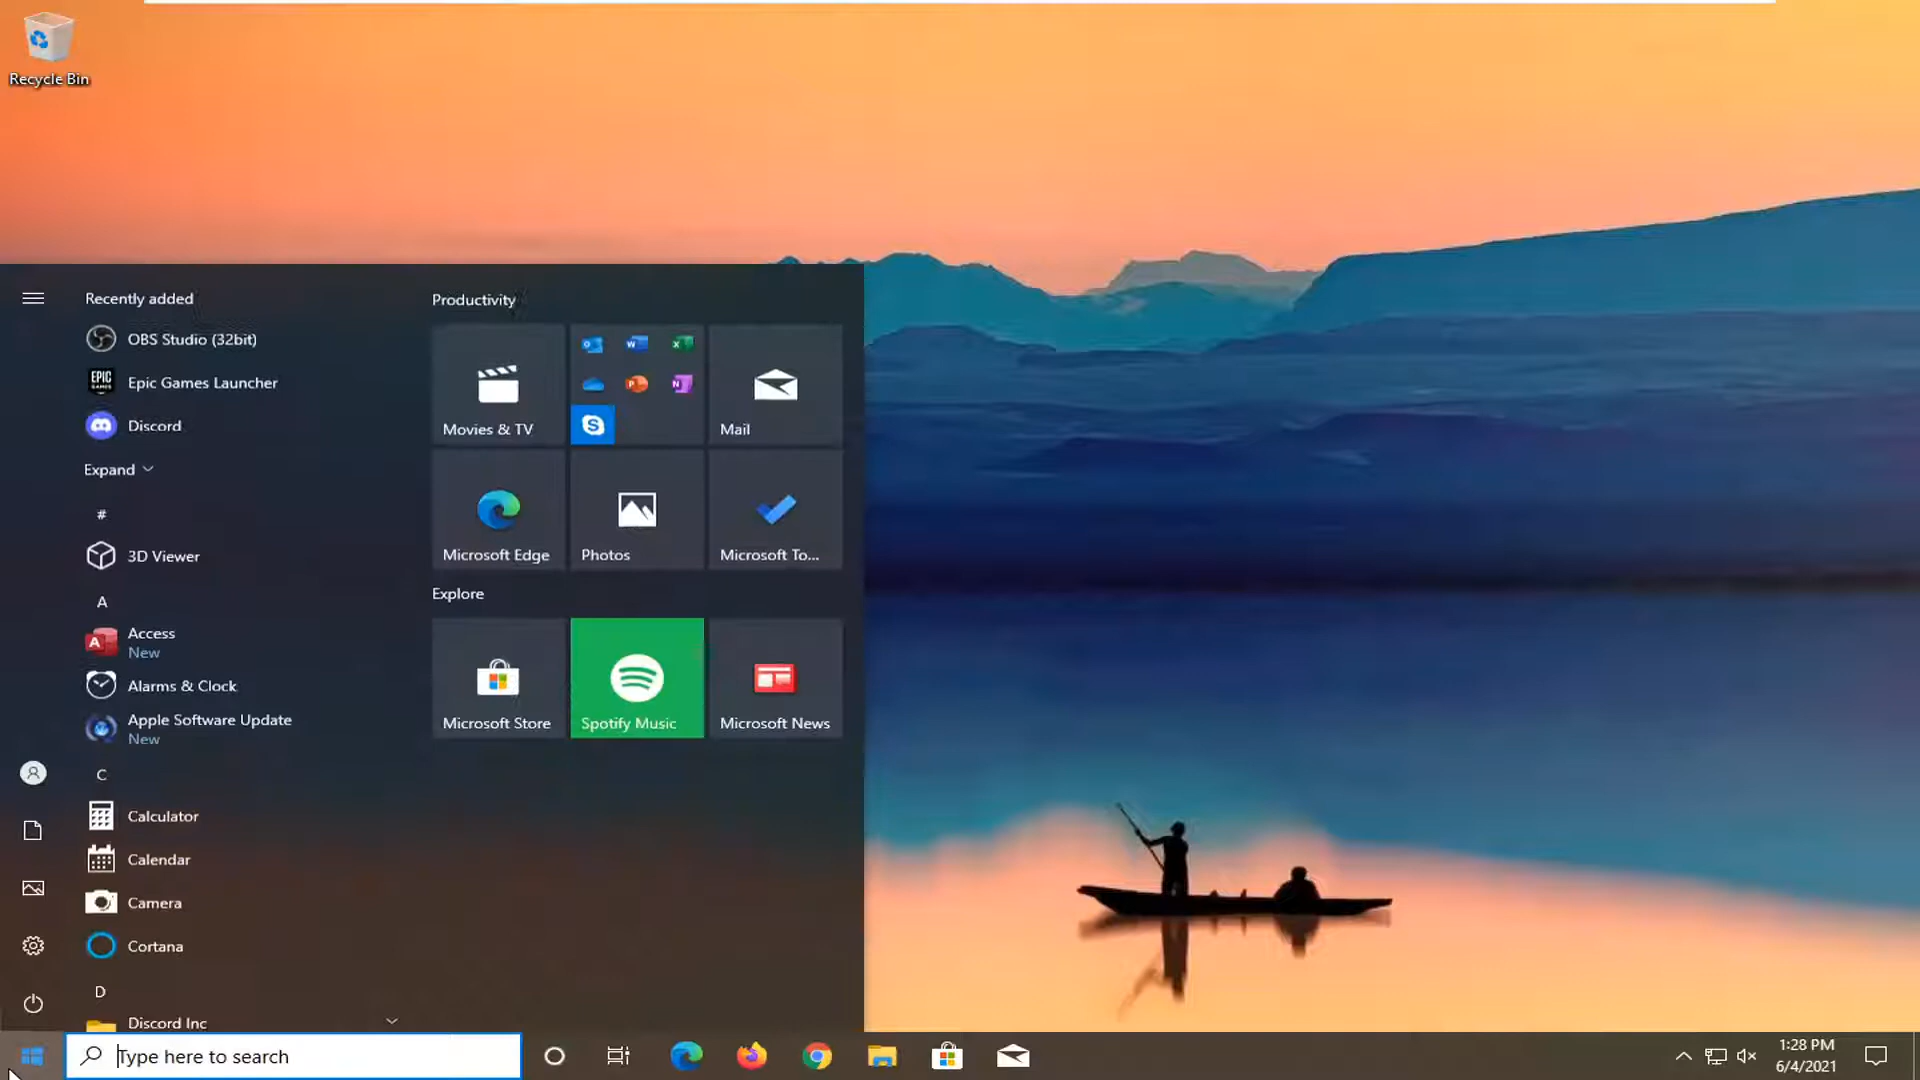 Recycle Bin
Recently added
OBS Studio (32bit)
EPIC GAMES
Epic Games Launcher
Discord
Expand
#
3D Viewer
A
Access
New
Alarms & Clock
Apple Software Update
New
C
Calculator
Calendar
Camera
Cortana
D
Discord Inc
Productivity
Movies & TV
Mail
Microsoft Edge
Photos
Microsoft To...
Explore
Microsoft Store
Spotify Music
Microsoft News
Type here to search
1:28 PM
6/4/2021